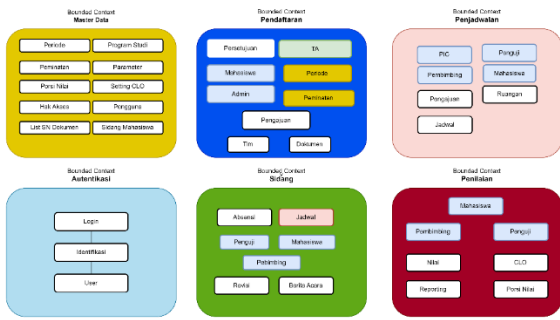 Bounded Context
Master Data
Periode
Program Studi
Peminatan
Parameter
Porsi Nilai
Setting CLO
Hak Akses
Pengguna
List SN Dokumen
Sidang Mahasiswa
Bounded Context
Pendaftaran
Persetujuan
TA
Mahasiswa
Periode
Admin
Peminatan
Pengajuan
Tim
Dokumen
Bounded Context
Penjadwalan
PIC
Penguji
Pembimbing
Mahasiswa
Pengajuan
Ruangan
Jadwal
Bounded Context
Autentikasi
Login
Identifikasi
User
Bounded Context
Sidang
Absensi
Jadwal
Penguji
Mahasiswa
Pebimbing
Revisi
Berita Acara
Bounded Context
Penilaian
Mahasiswa
Pembimbing
Penguji
Nilai
CLO
Reporting
Porsi Nilai